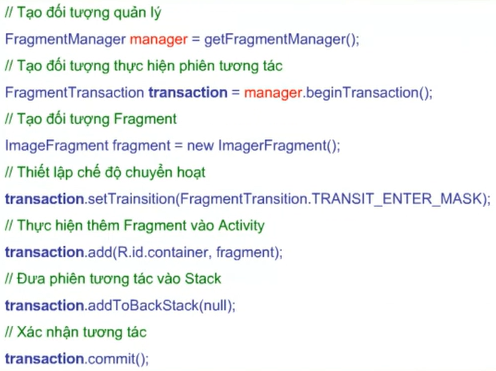 // Tạo đối tượng quản lý
FragmentManager manager = getFragmentManager();
// Tạo đối tượng thực hiện phiên tương tác
FragmentTransaction transaction = manager.beginTransaction();
// Tạo đối tượng Fragment
ImageFragment fragment = new ImagerFragment();
// Thiết lập chế độ chuyển hoạt
transaction.setTrainsition(FragmentTransition.TRANSIT_ENTER_MASK);
// Thực hiện thêm Fragment vào Activity
transaction.add(R.id.container, fragment);
// Đưa phiên tương tác vào Stack
transaction.addToBackStack(null);
// Xác nhận tương tác
transaction.commit();